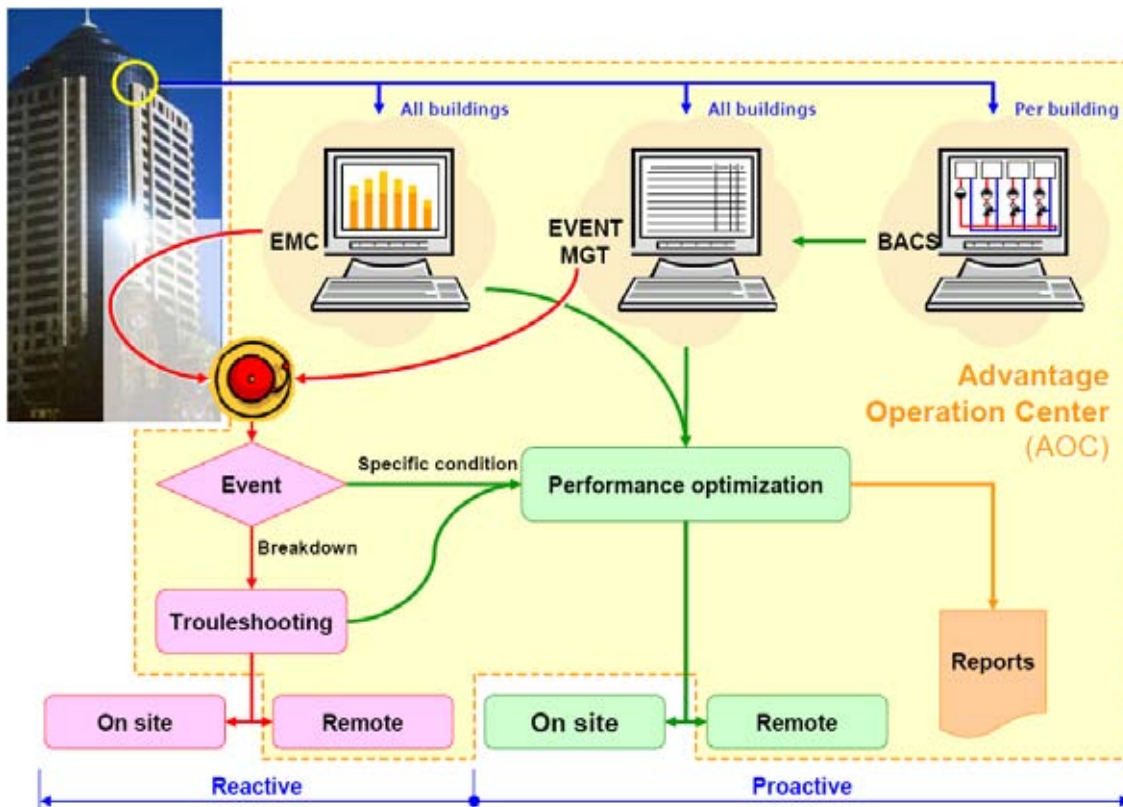 All buildings
All buildings
Per building
EMC
EVENT
MGT
BACS
Advantage
Operation Center
(AOC)
Specific condition
Event
Performance optimization
Breakdown
Trouleshooting
Reports
On site
Remote
On site
Remote
Reactive
Proactive